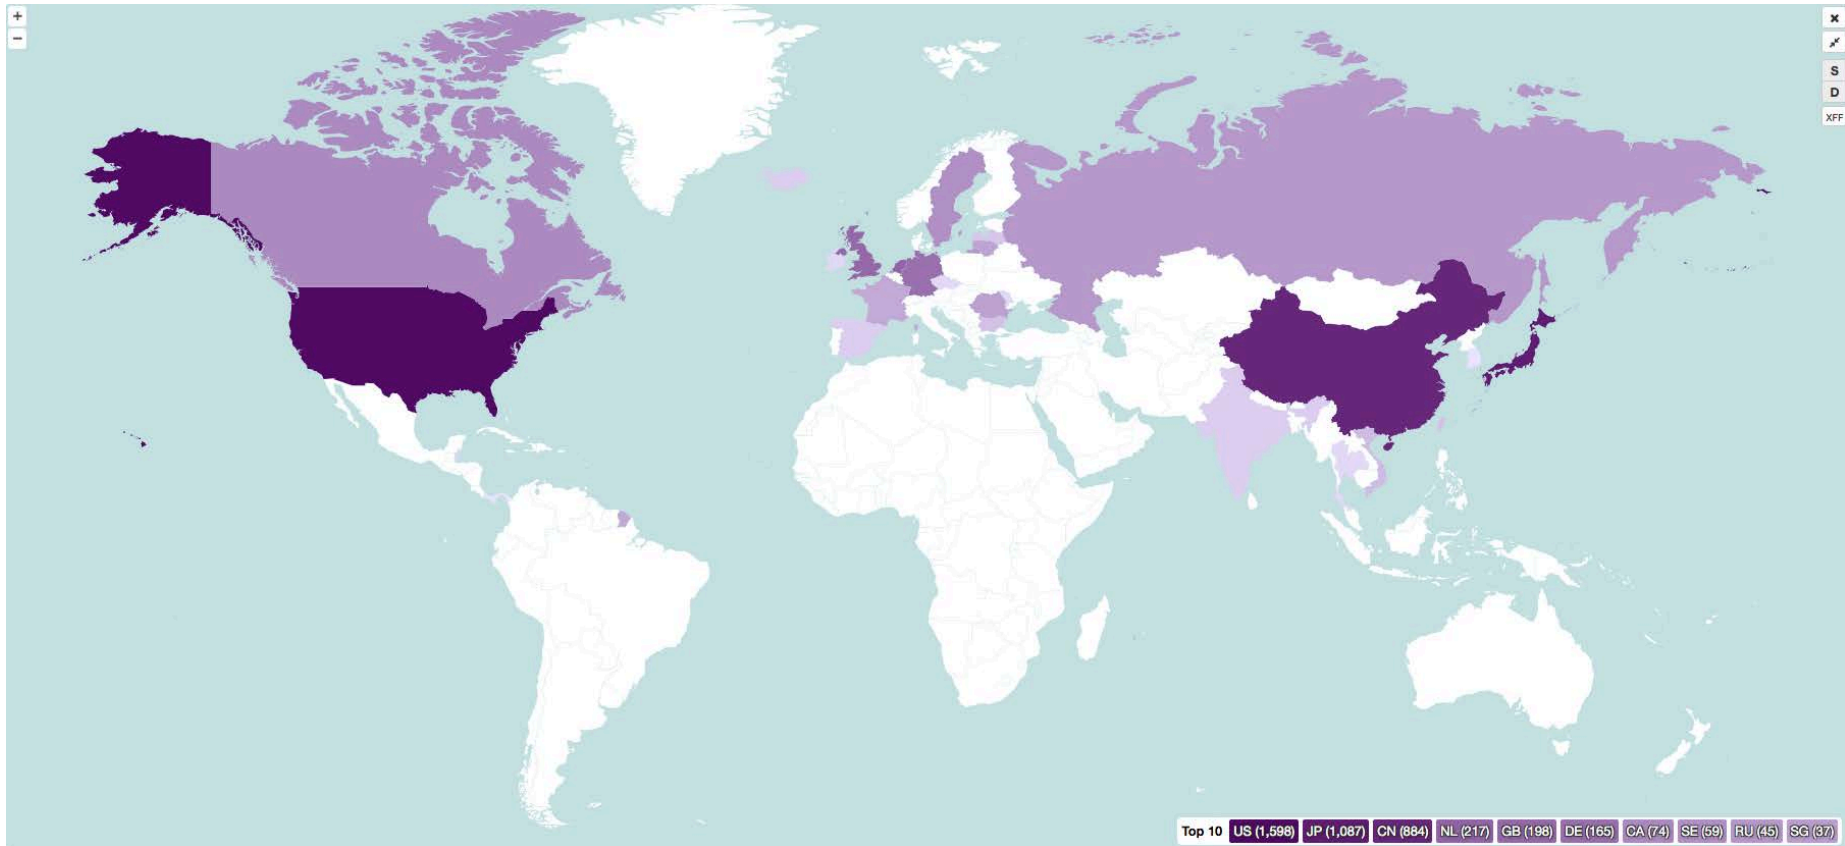 +
−
✖
S
D
XFF
Top 10 US (1,598) JP (1,087) CN (884) NL (217) GB (198) DE (165) CA (74) SE (59) RU (45) SG (37)